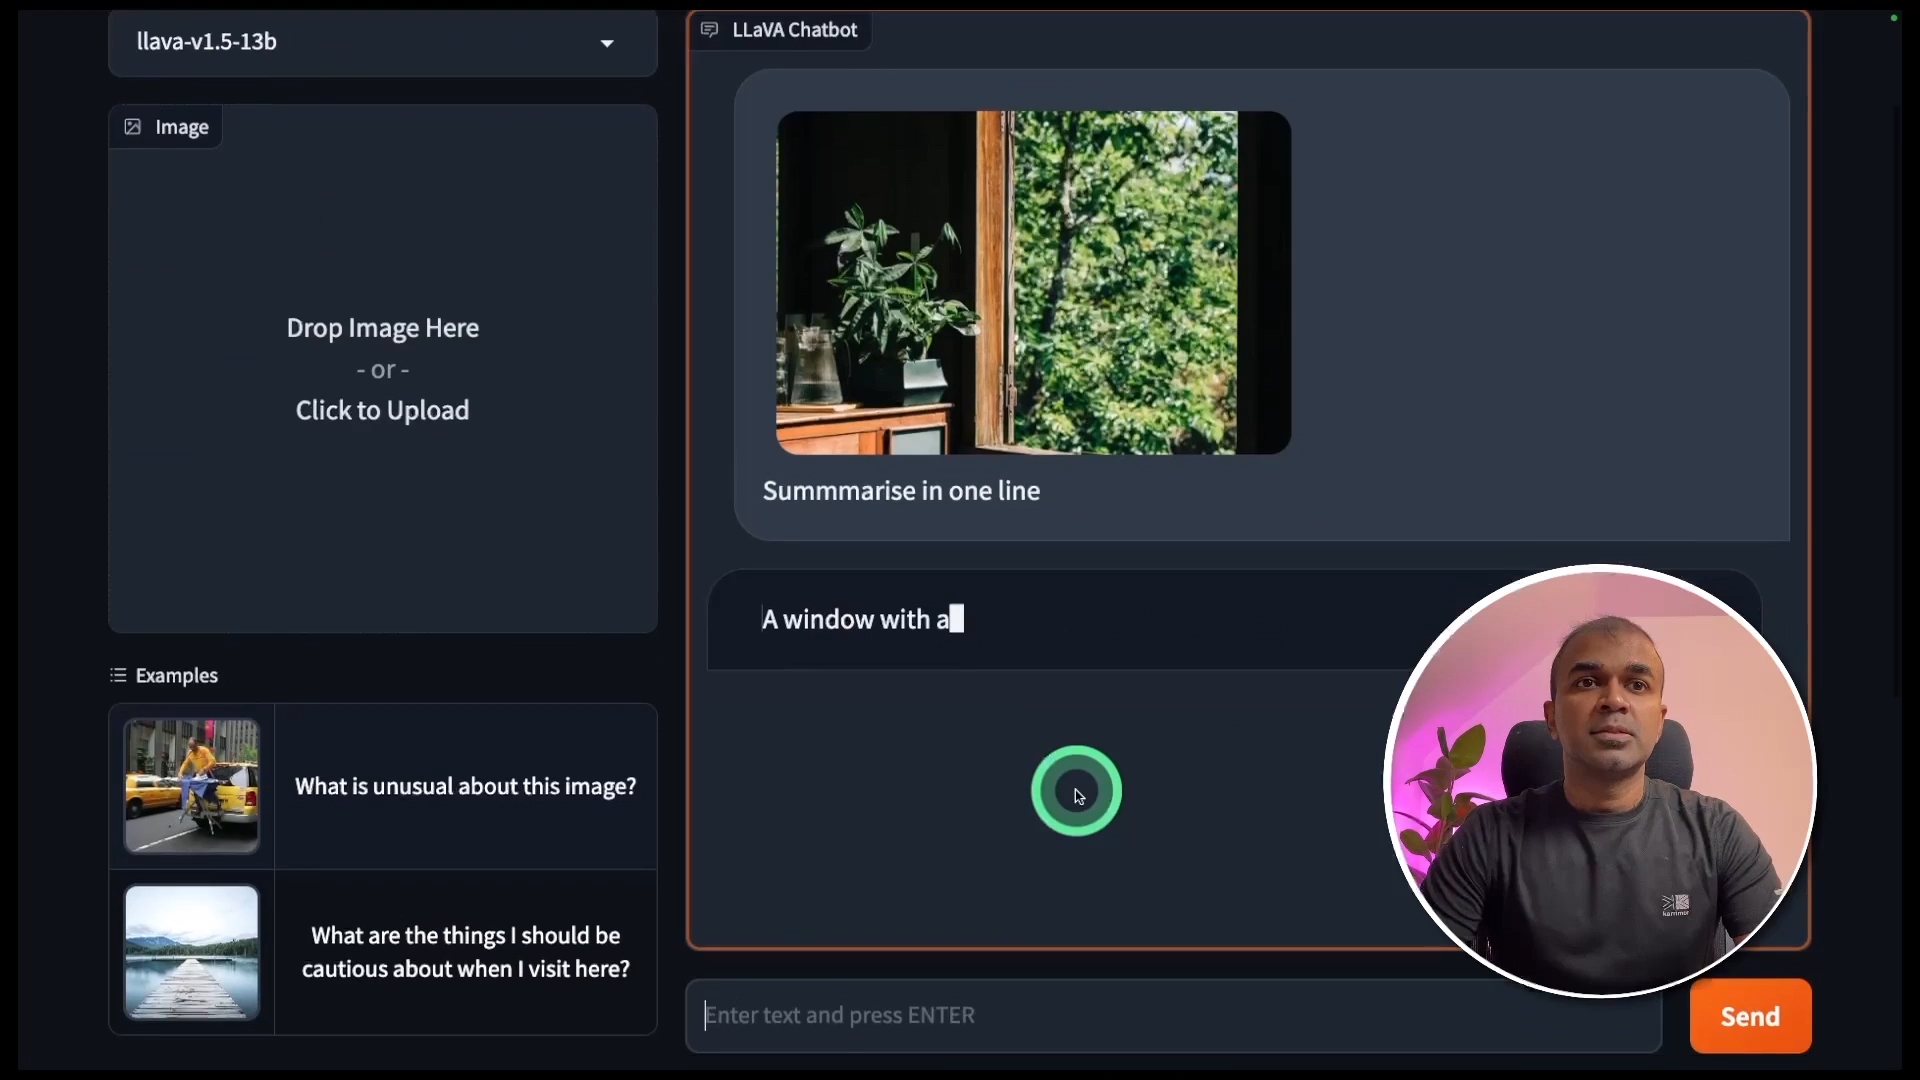 llava-v1.5-13b
LLaVA Chatbot
Image
Drop Image Here
- or -
Click to Upload
Summmarise in one line
A window with a
Examples
What is unusual about this image?
What are the things I should be
cautious about when I visit here?
karrimor
Enter text and press ENTER
Send